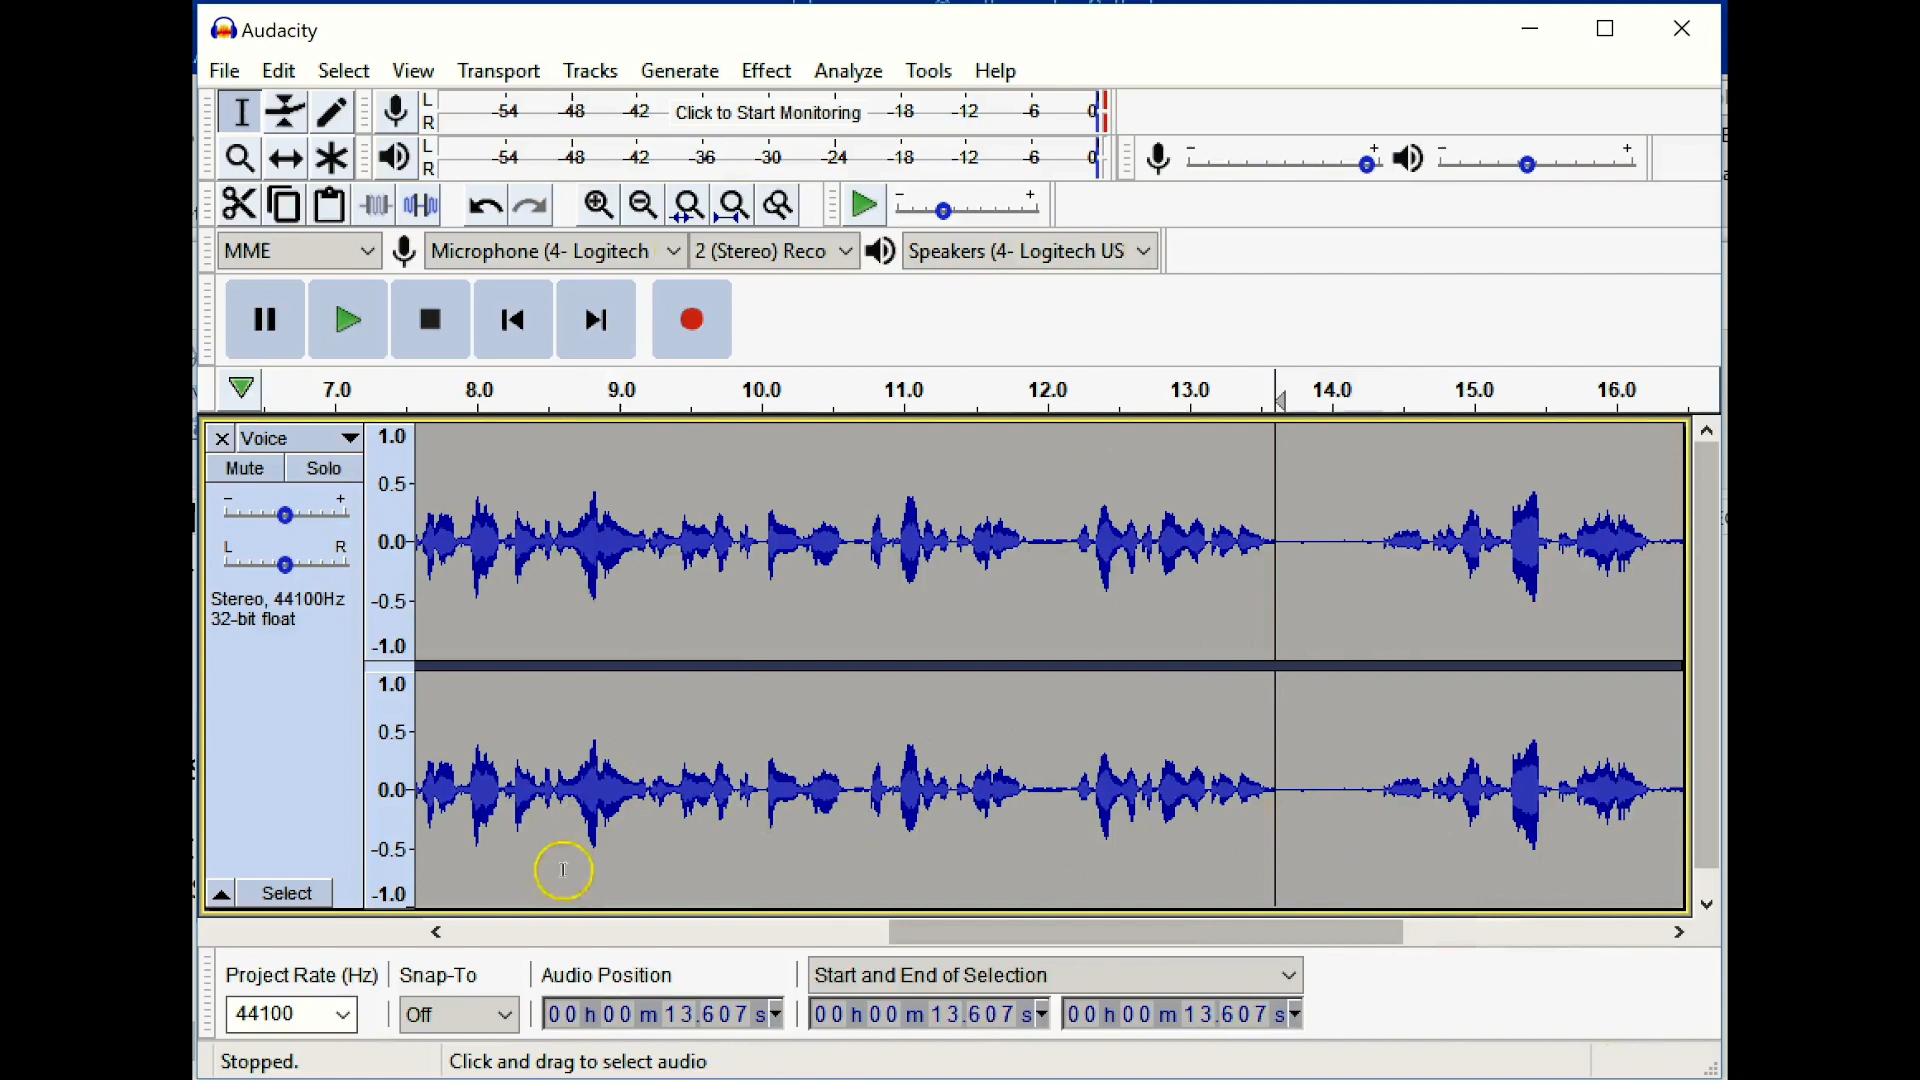 Audacity
File Edit Select View Transport Tracks Generate Effect Analyze Tools Help
L R -54 -48 -42 Click to Start Monitoring -18 -12 -6 0
L R -54 -48 -42 -36 -30 -24 -18 -12 -6 0 - + - +
- +
MME Microphone (4- Logitech 2 (Stereo) Reco Speakers (4- Logitech US
7.0 8.0 9.0 10.0 11.0 12.0 13.0 14.0 15.0 16.0
Voice 1.0
Mute Solo 0.5
- +
L R 0.0
Stereo, 44100Hz -0.5
32-bit float
-1.0
1.0
0.5
0.0
-0.5
Select -1.0
Project Rate (Hz) Snap-To Audio Position Start and End of Selection
44100 Off 00 h 00 m 13.607 s 00 h 00 m 13.607 s 00 h 00 m 13.607 s
Stopped. Click and drag to select audio